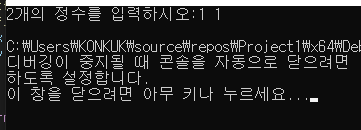 2개의 정수를 입력하시오:1 1
C:\Users\KONKUK\source\repos\Project1\x64\Deb
디버깅이 중지될 때 콘솔을 자동으로 닫으려면
하도록 설정합니다.
이 창을 닫으려면 아무 키나 누르세요...